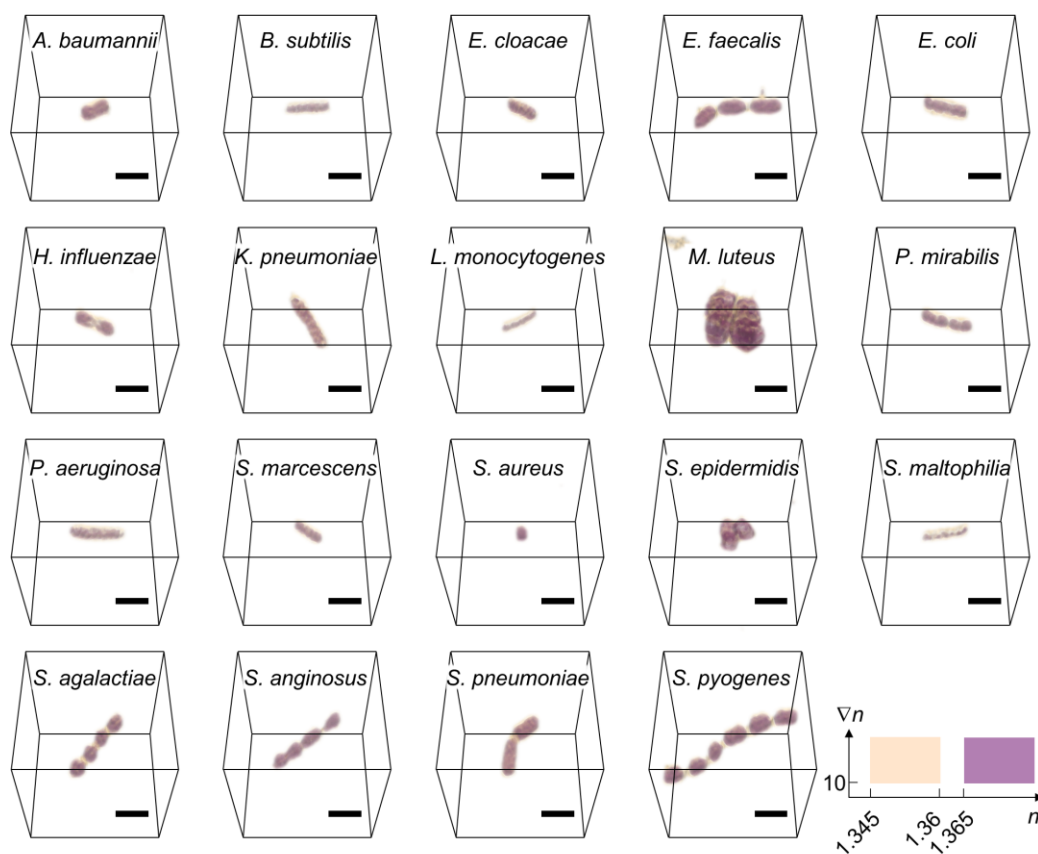 A. baumannii
B. subtilis
E. cloacae
E. faecalis
E. coli
H. influenzae
K. pneumoniae
L. monocytogenes
M. luteus
P. mirabilis
P. aeruginosa
S. marcescens
S. aureus
S. epidermidis
S. maltophilia
S. agalactiae
S. anginosus
S. pneumoniae
S. pyogenes
∇n
10
1.345
1.36
1.365
n